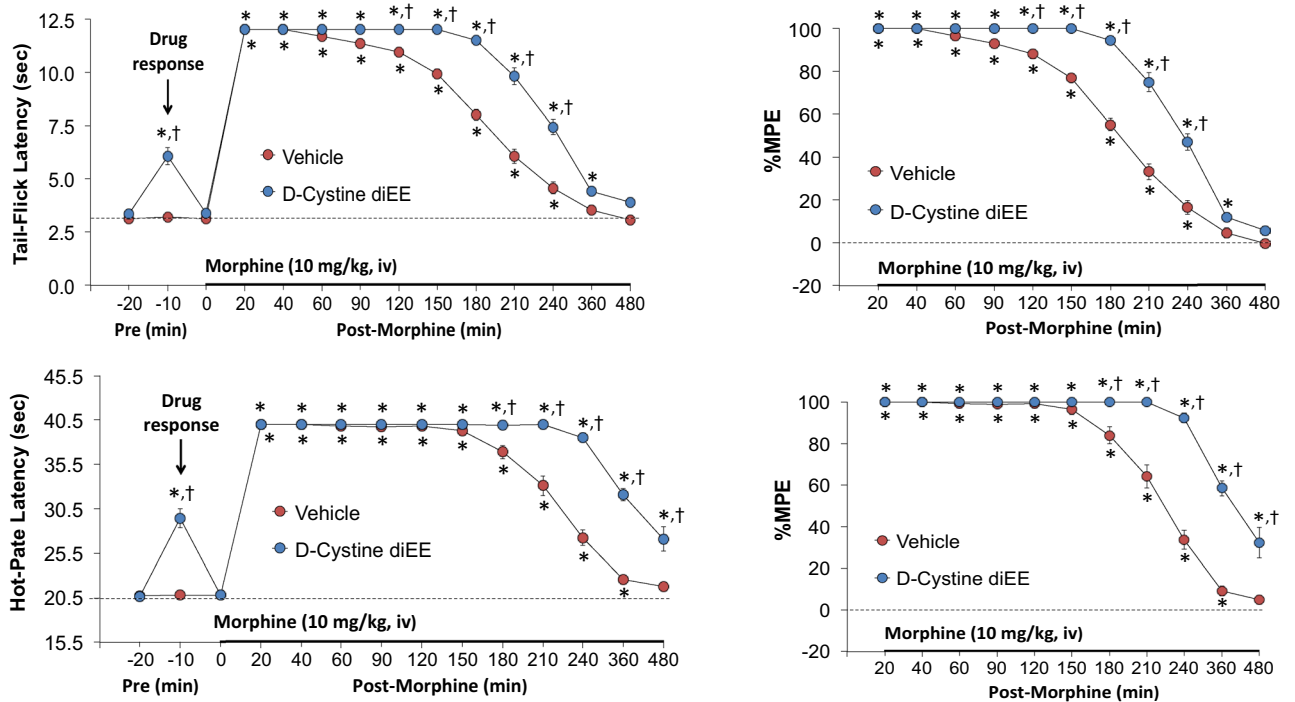 Tail-Flick Latency (sec)
12.5
10.0
7.5
5.0
2.5
0.0
Drug
response
*,†
* * * * *,† *,† *,† *,† *,† *
* * * * * * * * *
Vehicle
D-Cystine diEE
Morphine (10 mg/kg, iv)
-20 -10 0 20 40 60 90 120 150 180 210 240 360 480
Pre (min) Post-Morphine (min)
%MPE
100
80
60
40
20
0
-20
* * * * *,† *,† *,† *,† *,† *
* * * * * * * * *
Vehicle
D-Cystine diEE
Morphine (10 mg/kg, iv)
20 40 60 90 120 150 180 210 240 360 480
Post-Morphine (min)
Hot-Pate Latency (sec)
45.5
40.5
35.5
30.5
25.5
20.5
15.5
Drug
response
*,†
* * * * * * *,† *,† *,† *,† *,†
* * * * * * * * * *
Vehicle
D-Cystine diEE
Morphine (10 mg/kg, iv)
-20 -10 0 20 40 60 90 120 150 180 210 240 360 480
Pre (min) Post-Morphine (min)
%MPE
100
80
60
40
20
0
-20
* * * * * * *,† *,† *,† *,† *,†
* * * * * * * * * *
Vehicle
D-Cystine diEE
Morphine (10 mg/kg, iv)
20 40 60 90 120 150 180 210 240 360 480
Post-Morphine (min)